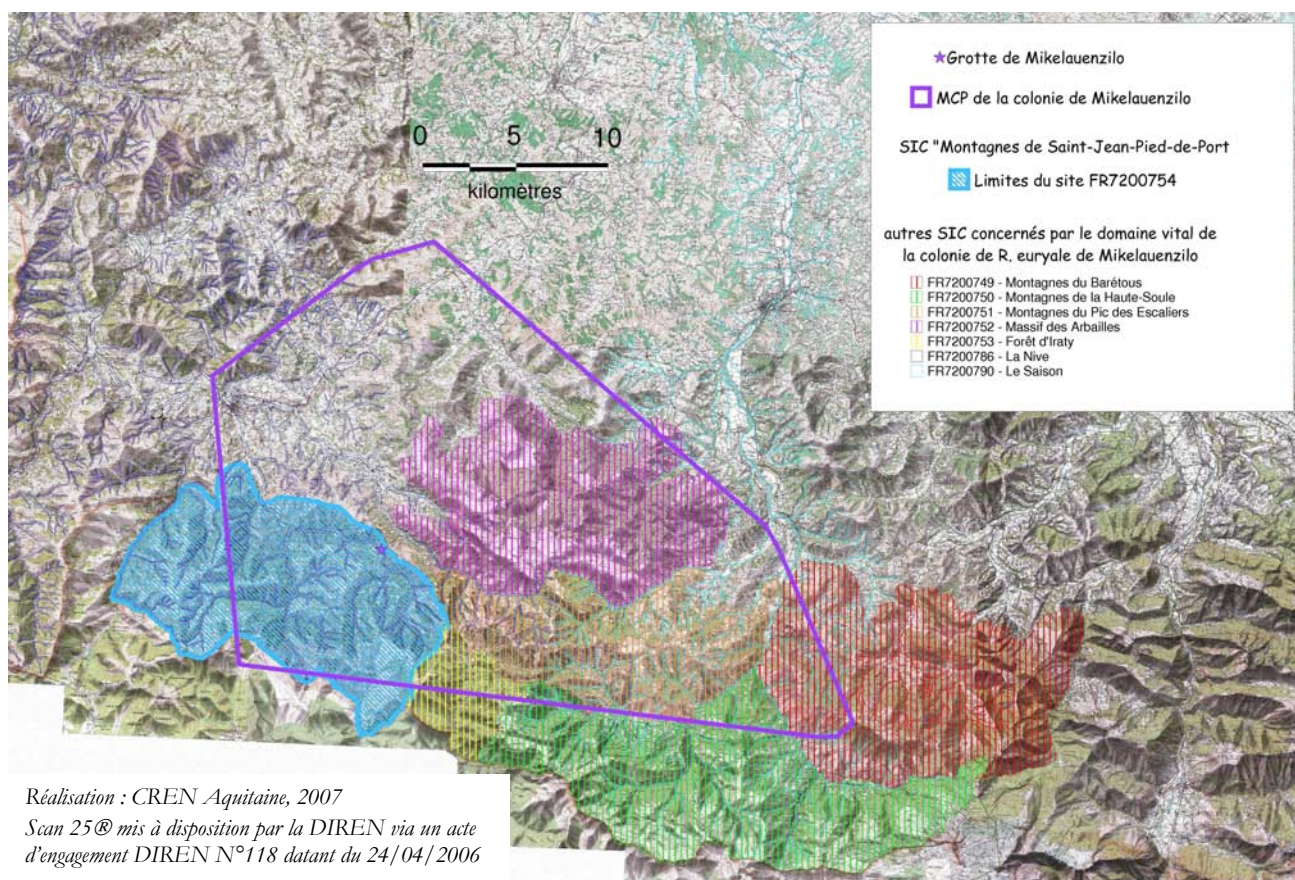 0 5 10
kilomètres
Grotte de Mikelauenzilo
MCP de la colonie de Mikelauenzilo
SIC "Montagnes de Saint-Jean-Pied-de-Port
Limites du site FR7200754
autres SIC concernés par le domaine vital de
la colonie de R. euryale de Mikelauenzilo
FR7200749 - Montagnes du Barétous
FR7200750 - Montagnes de la Haute-Soule
FR7200751 - Montagnes du Pic des Escaliers
FR7200752 - Massif des Arbailles
FR7200753 - Forêt d'Iraty
FR7200786 - La Nive
FR7200790 - Le Saison
Réalisation : CREN Aquitaine, 2007
Scan 25® mis à disposition par la DIREN via un acte
d'engagement DIREN N°118 datant du 24/04/2006